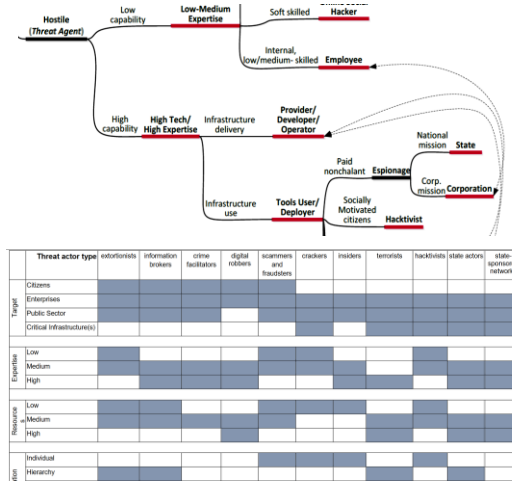 Hostile
(Threat Agent)
Low
capability
Low-Medium
Expertise
Soft skilled
Hacker
Internal,
low/medium- skilled
Employee
High
capability
High Tech/
High Expertise
Infrastructure
delivery
Provider/
Developer/
Operator
Infrastructure
use
Tools User/
Deployer
Paid
nonchalant
Espionage
National
mission
State
Corp.
mission
Corporation
Socially
Motivated
citizens
Hacktivist
Threat actor type
extortionists
information
brokers
crime
facilitators
digital
robbers
scammers
and
fraudsters
crackers
insiders
terrorists
hacktivists
state actors
state-
sponsor
network
Target
Citizens
Enterprises
Public Sector
Critical Infrastructure(s)
Expertise
Low
Medium
High
Resource
Low
Medium
High
Individual
Hierarchy